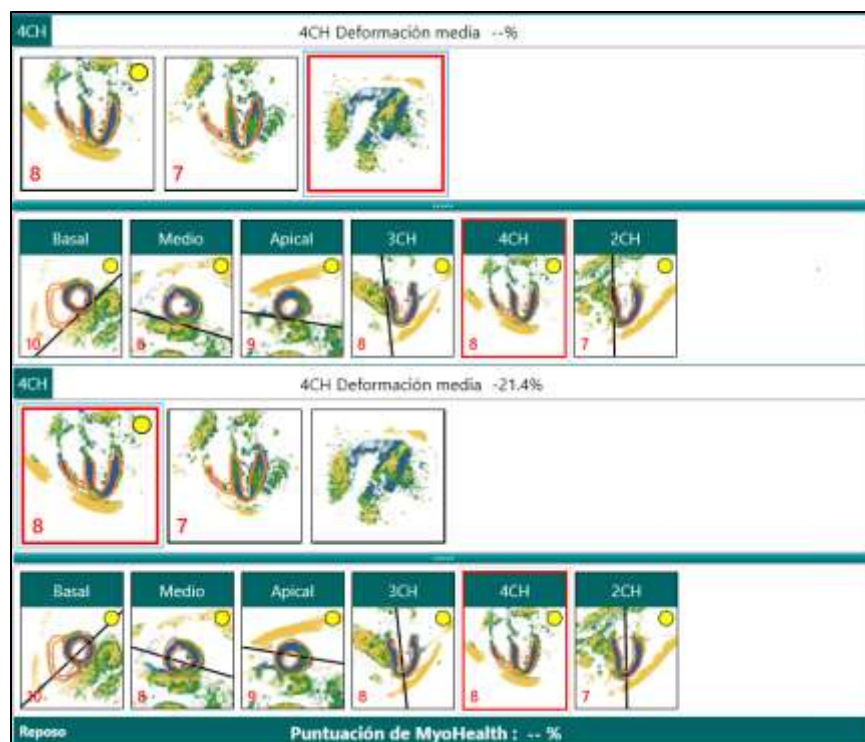 4CH 4CH Deformación media --%
8 7
Basal Medio Apical 3CH 4CH 2CH
10 8 9 8 8 7
4CH 4CH Deformación media -21.4%
8 7
Basal Medio Apical 3CH 4CH 2CH
10 8 9 8 8 7
Reposo Puntuación de MyoHealth : -- %